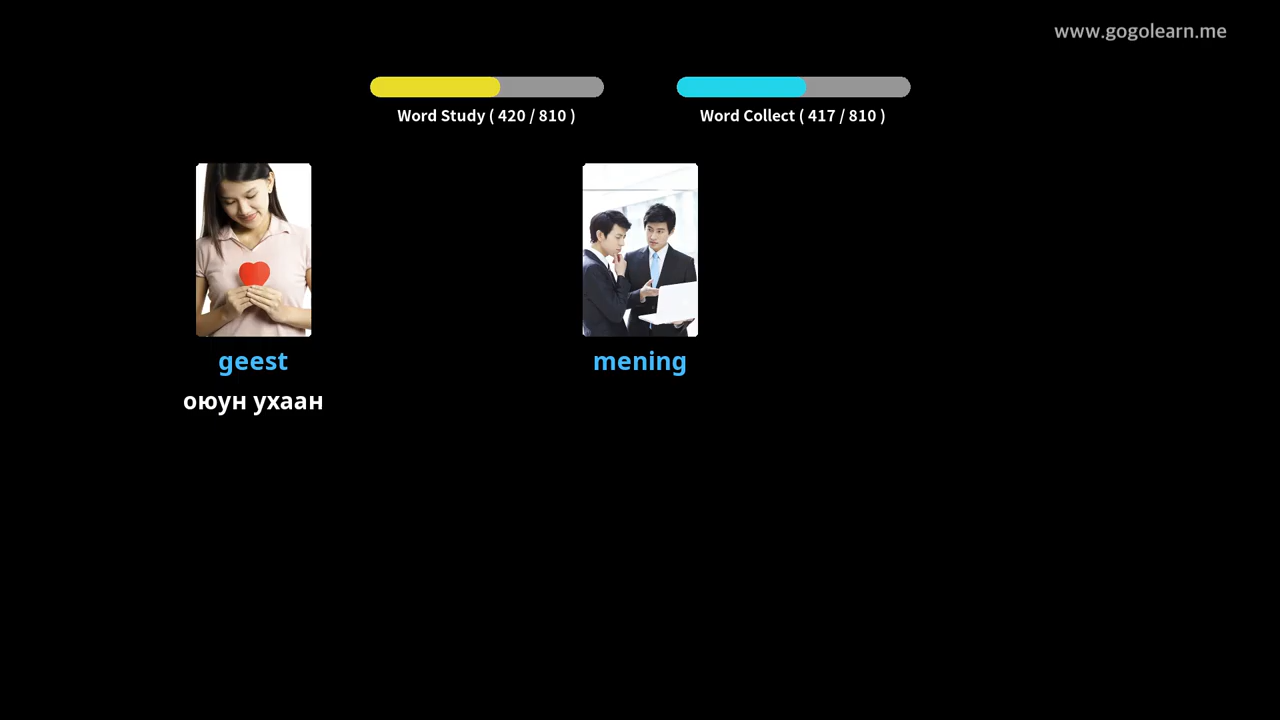 www.gogolearn.me
Word Study ( 420 / 810 )
Word Collect ( 417 / 810 )
geest
mening
оюун ухаан